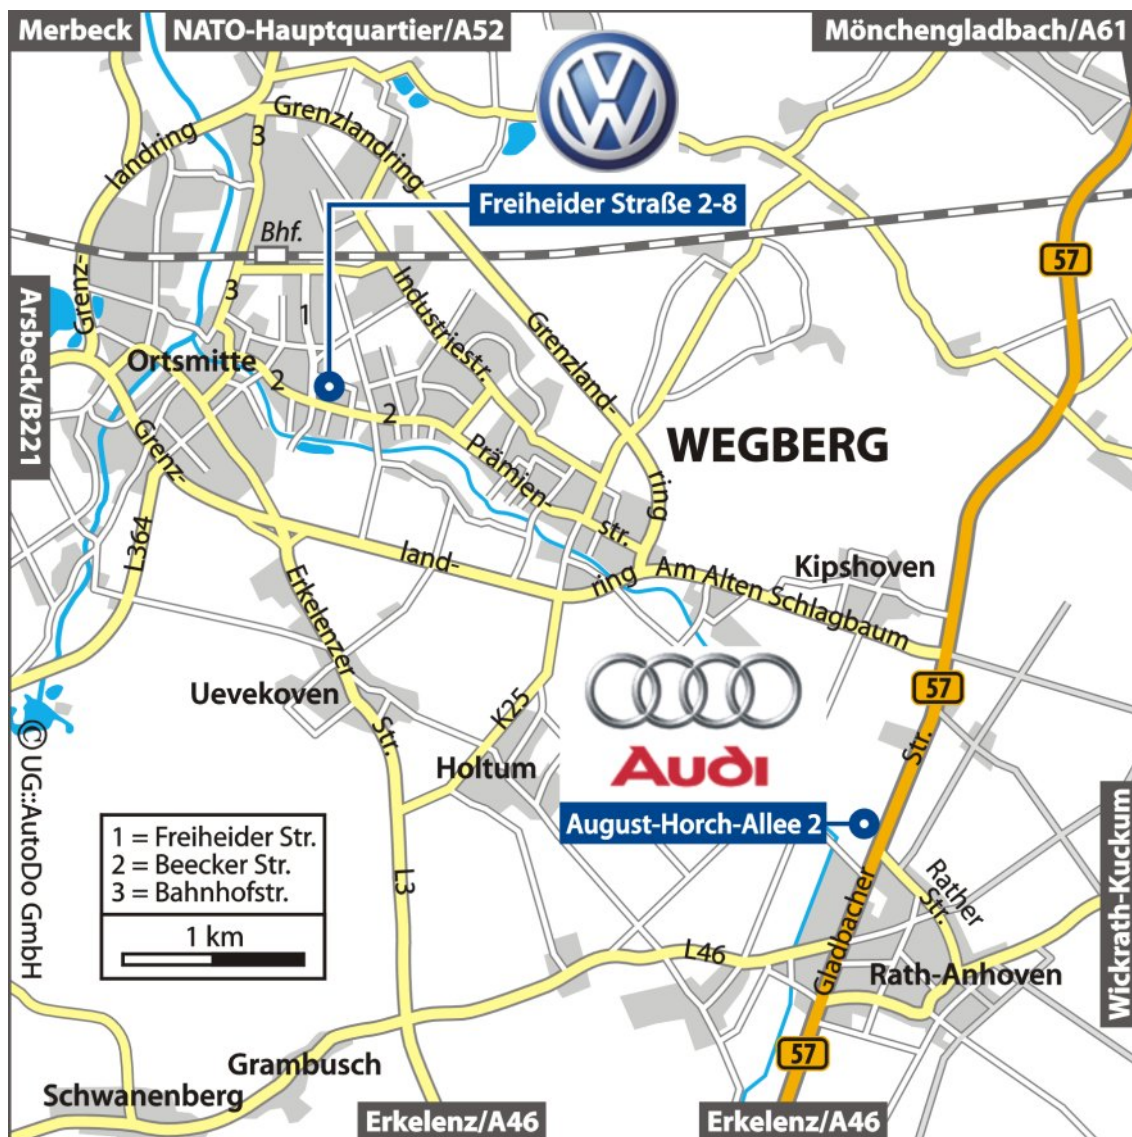 Merbeck
NATO-Hauptquartier/A52
Mönchengladbach/A61
Grenzlandring
3
landring
Freiheider Straße 2-8
Bhf.
57
Grenz-
3
1
Industriestr.
Grenzland-
Arsbeck/B221
Ortsmitte
2
2
WEGBERG
Grenz-
Prämien-
ring
L364
str.
land-
ring
Am Alten Schlagbaum
Kipshoven
Erkelenzer
Str.
Uevekoven
K25
57
Str.
Holtum
Audi
© UG::AutoDo GmbH
August-Horch-Allee 2
1 = Freiheider Str.
2 = Beecker Str.
3 = Bahnhofstr.
1 km
L3
Gladbacher
Rather
Str.
Wickrath-Kuckum
L46
Rath-Anhoven
57
Grambusch
Schwanenberg
Erkelenz/A46
Erkelenz/A46